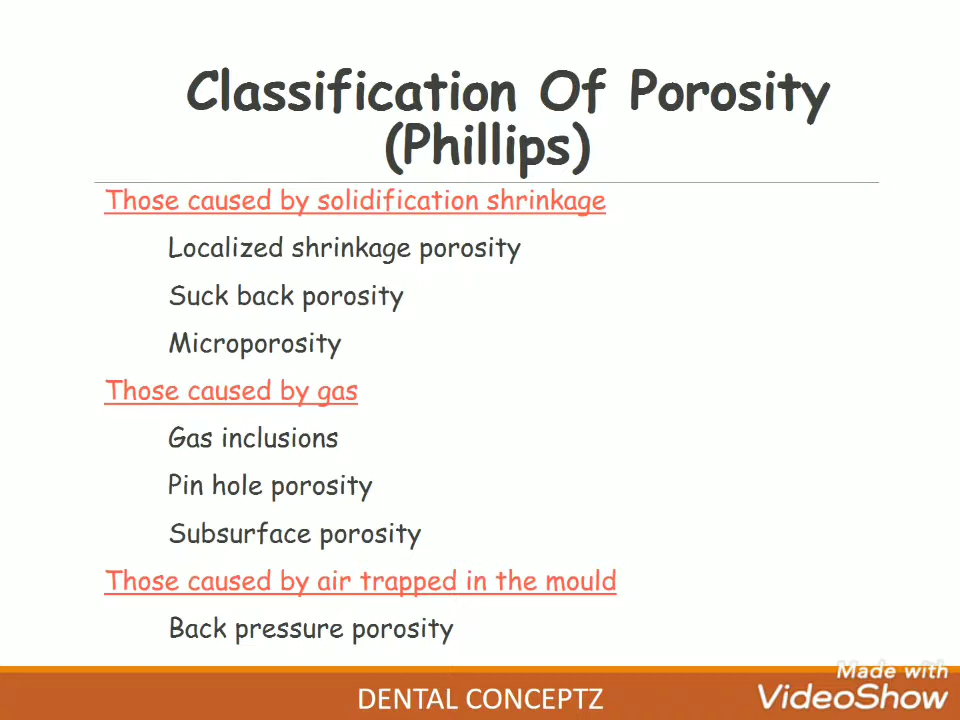 Classification Of Porosity
(Phillips)
Those caused by solidification shrinkage
Localized shrinkage porosity
Suck back porosity
Microporosity
Those caused by gas
Gas inclusions
Pin hole porosity
Subsurface porosity
Those caused by air trapped in the mould
Back pressure porosity
Made with
VideoShow
DENTAL CONCEPTZ